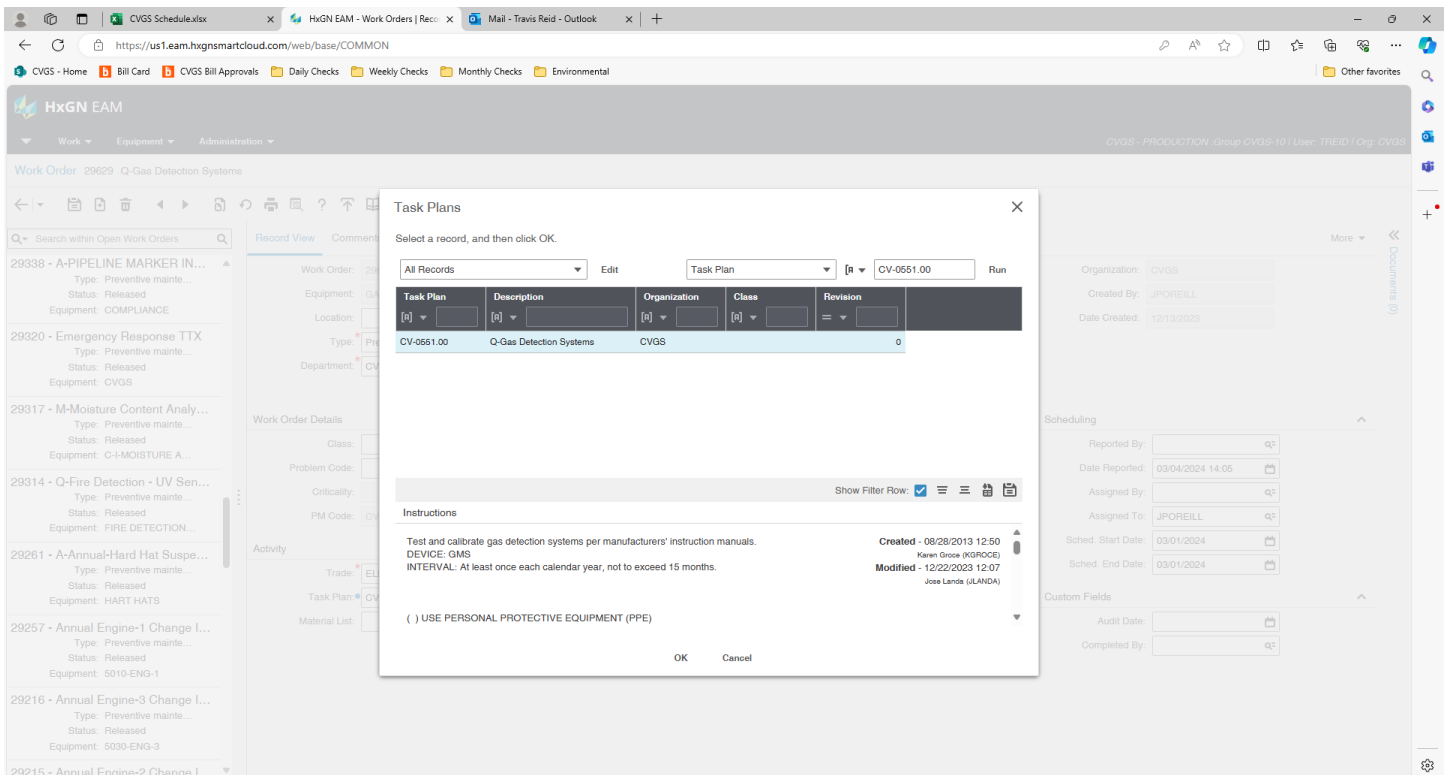 CVGS Schedule.xlsx
HxGN EAM - Work Orders | Reco
Mail - Travis Reid - Outlook
https://us1.eam.hxgnsmartcloud.com/web/base/COMMON
CVGS - Home
Bill Card
CVGS Bill Approvals
Daily Checks
Weekly Checks
Monthly Checks
Environmental
Other favorites
HxGN EAM
Work
Equipment
Administration
CVGS - PRODUCTION :Group CVGS-10 | User: TREID | Org: CVGS
Work Order 29629 Q-Gas Detection Systems
Search within Open Work Orders
Record View
Comment
More
Documents (0)
29338 - A-PIPELINE MARKER IN...
Type: Preventive mainte...
Status: Released
Equipment: COMPLIANCE
29320 - Emergency Response TTX
Type: Preventive mainte...
Status: Released
Equipment: CVGS
29317 - M-Moisture Content Analy...
Type: Preventive mainte...
Status: Released
Equipment: C-I-MOISTURE A...
29314 - Q-Fire Detection - UV Sen...
Type: Preventive mainte...
Status: Released
Equipment: FIRE DETECTION...
29261 - A-Annual-Hard Hat Suspe...
Type: Preventive mainte...
Status: Released
Equipment: HART HATS
29257 - Annual Engine-1 Change I...
Type: Preventive mainte...
Status: Released
Equipment: 5010-ENG-1
29216 - Annual Engine-3 Change I...
Type: Preventive mainte...
Status: Released
Equipment: 5030-ENG-3
29215 - Annual Engine-2 Change I...
Work Order: 29
Equipment: GA
Location:
Type: Pre
Department: CV
Work Order Details
Class:
Problem Code:
Criticality:
PM Code: CV
Activity
Trade: EL
Task Plan: CV
Material List:
Task Plans
Select a record, and then click OK.
All Records
Edit
Task Plan
CV-0551.00
Run
Task Plan Description Organization Class Revision
CV-0551.00 Q-Gas Detection Systems CVGS 0
Show Filter Row:
Instructions
Test and calibrate gas detection systems per manufacturers' instruction manuals.
DEVICE: GMS
INTERVAL: At least once each calendar year, not to exceed 15 months.
( ) USE PERSONAL PROTECTIVE EQUIPMENT (PPE)
Created - 08/28/2013 12:50
Karen Groce (KGROCE)
Modified - 12/22/2023 12:07
Jose Landa (JLANDA)
OK
Cancel
Organization: CVGS
Created By: JPOREILL
Date Created: 12/13/2023
Scheduling
Reported By:
Date Reported: 03/04/2024 14:05
Assigned By:
Assigned To: JPOREILL
Sched. Start Date: 03/01/2024
Sched. End Date: 03/01/2024
Custom Fields
Audit Date:
Completed By: